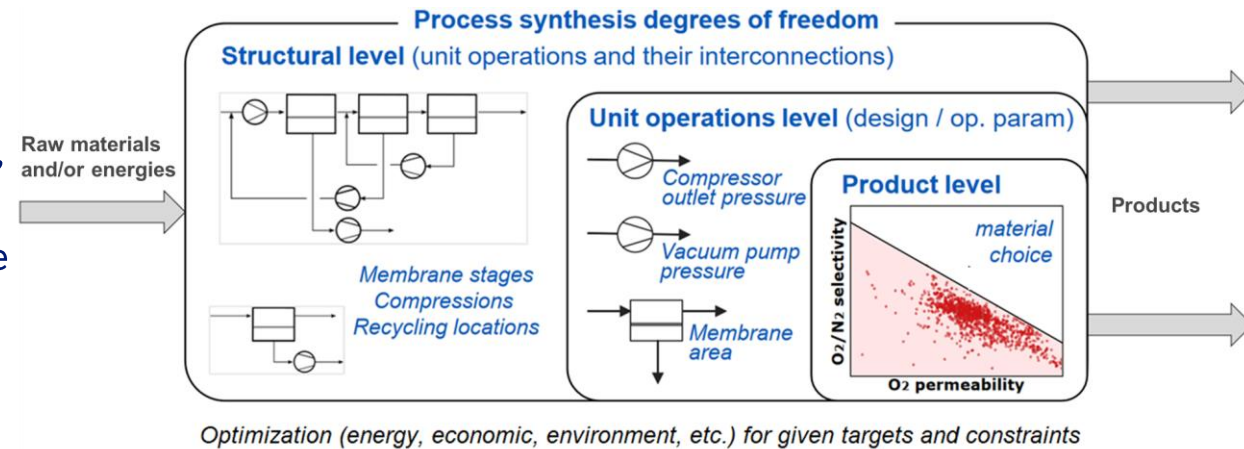 Process synthesis degrees of freedom
Structural level (unit operations and their interconnections)
Raw materials
and/or energies
,
e
Membrane stages
Compressions
Recycling locations
Unit operations level (design / op. param)
Compressor
outlet pressure
Vacuum pump
pressure
Membrane
area
Product level
material
choice
O2/N2 selectivity
O2 permeability
Products
Optimization (energy, economic, environment, etc.) for given targets and constraints